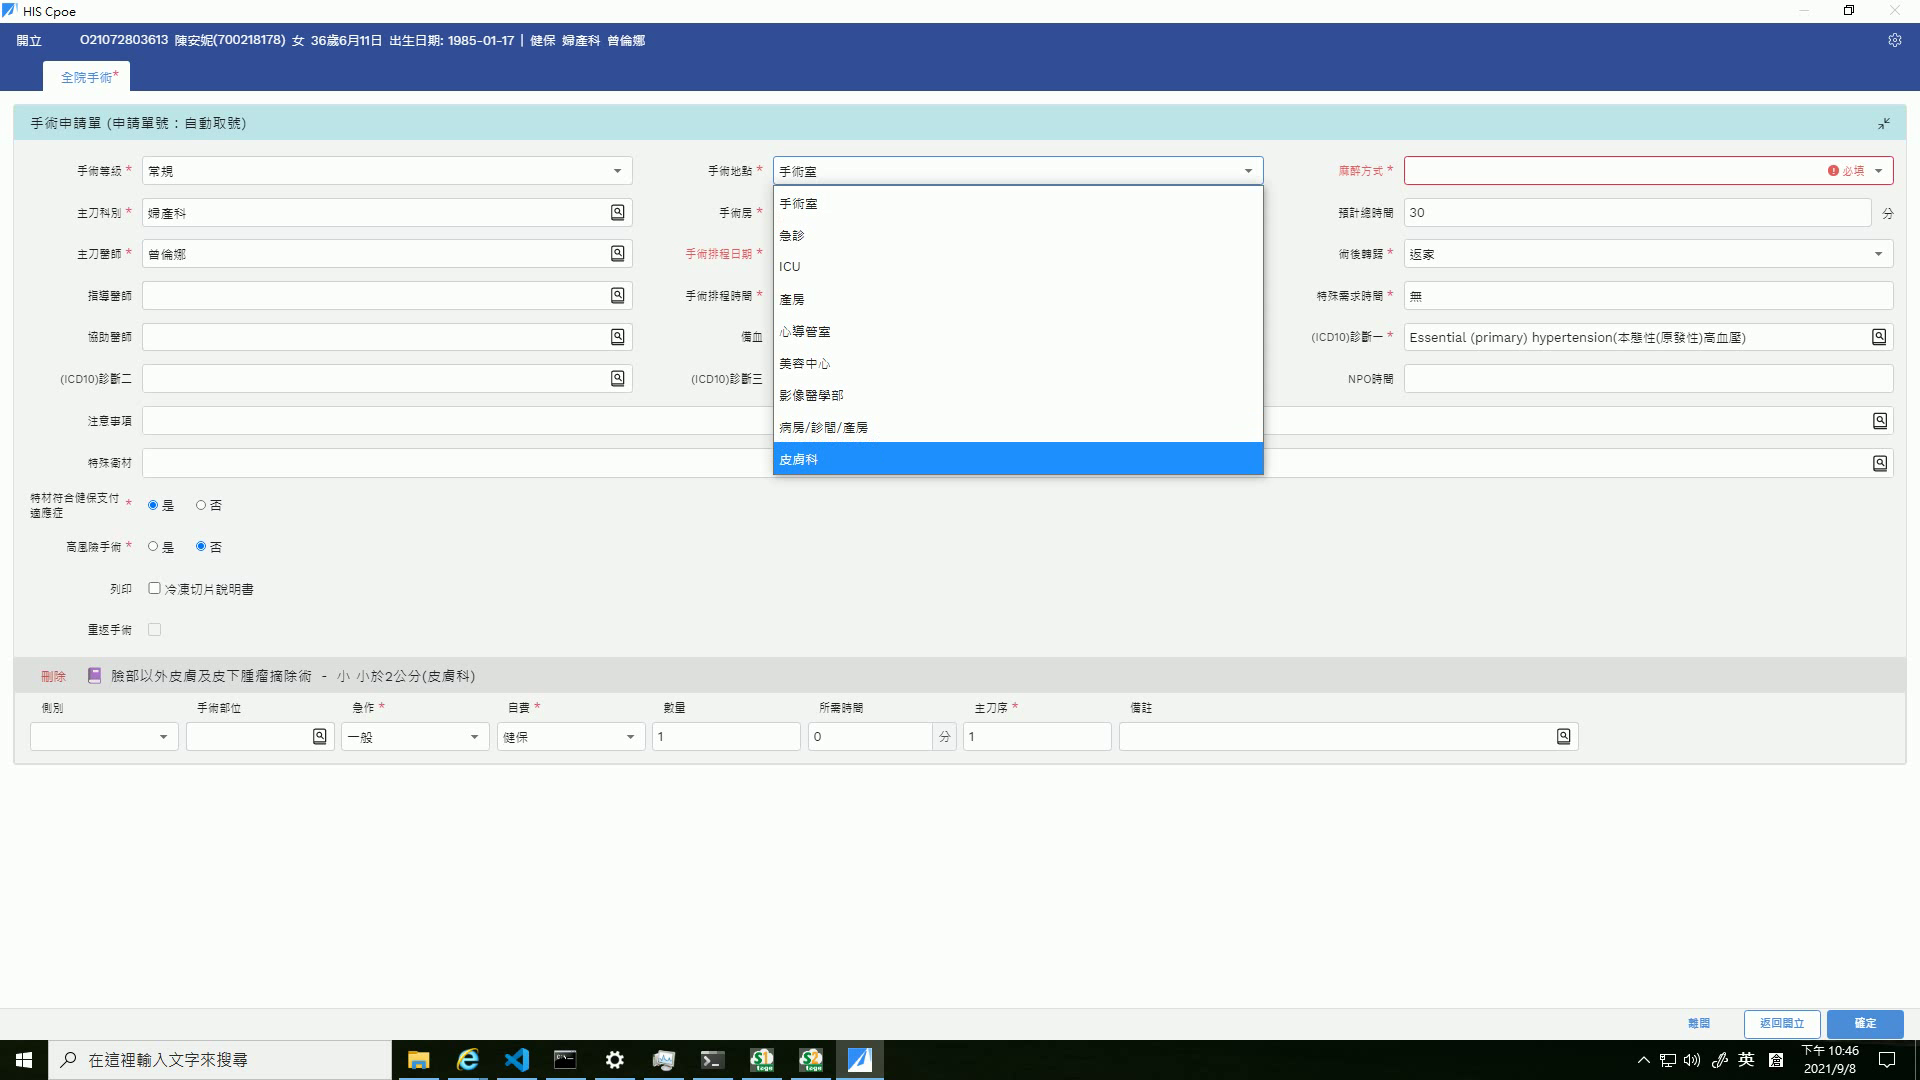 HIS Cpoe
開立 O21072803613 陳安妮(700218178) 女 36歲6月11日 出生日期: 1985-01-17 | 健保 婦產科 曾倫娜
全院手術*
手術申請單 (申請單號：自動取號)
手術等級 * 常規 手術地點 * 手術室 麻醉方式 * 必填
手術室
主刀科別 * 婦產科 手術房 * 預計總時間 30 分
急診
主刀醫師 * 曾倫娜 手術排程日期 * 術後轉歸 * 返家
ICU
指導醫師 手術排程時間 * 產房 特殊需求時間 * 無
協助醫師 備血 心導管室 (ICD10)診斷一 * Essential (primary) hypertension(本態性(原發性)高血壓)
美容中心
(ICD10)診斷二 (ICD10)診斷三 NPO時間
影像醫學部
注意事項 病房/診間/產房
特殊衛材 皮膚科
特材符合健保支付
適應症 * 是 否
高風險手術 * 是 否
列印 冷凍切片說明書
重返手術
刪除 臉部以外皮膚及皮下腫瘤摘除術 - 小 小於2公分(皮膚科)
側別 手術部位 急作 * 自費 * 數量 所需時間 主刀序 * 備註
一般 健保 1 0 分 1
離開 返回開立 確定
在這裡輸入文字來搜尋
英 下午 10:46
2021/9/8